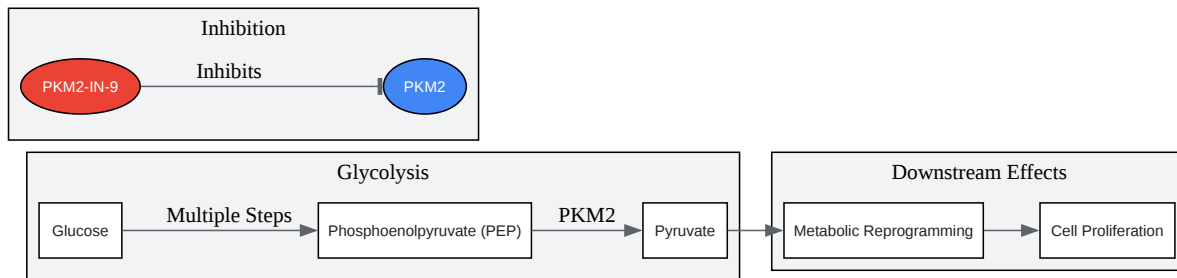 Inhibition
Inhibits
PKM2-IN-9
PKM2
Glycolysis
Downstream Effects
Multiple Steps
PKM2
Glucose
Phosphoenolpyruvate (PEP)
Pyruvate
Metabolic Reprogramming
Cell Proliferation